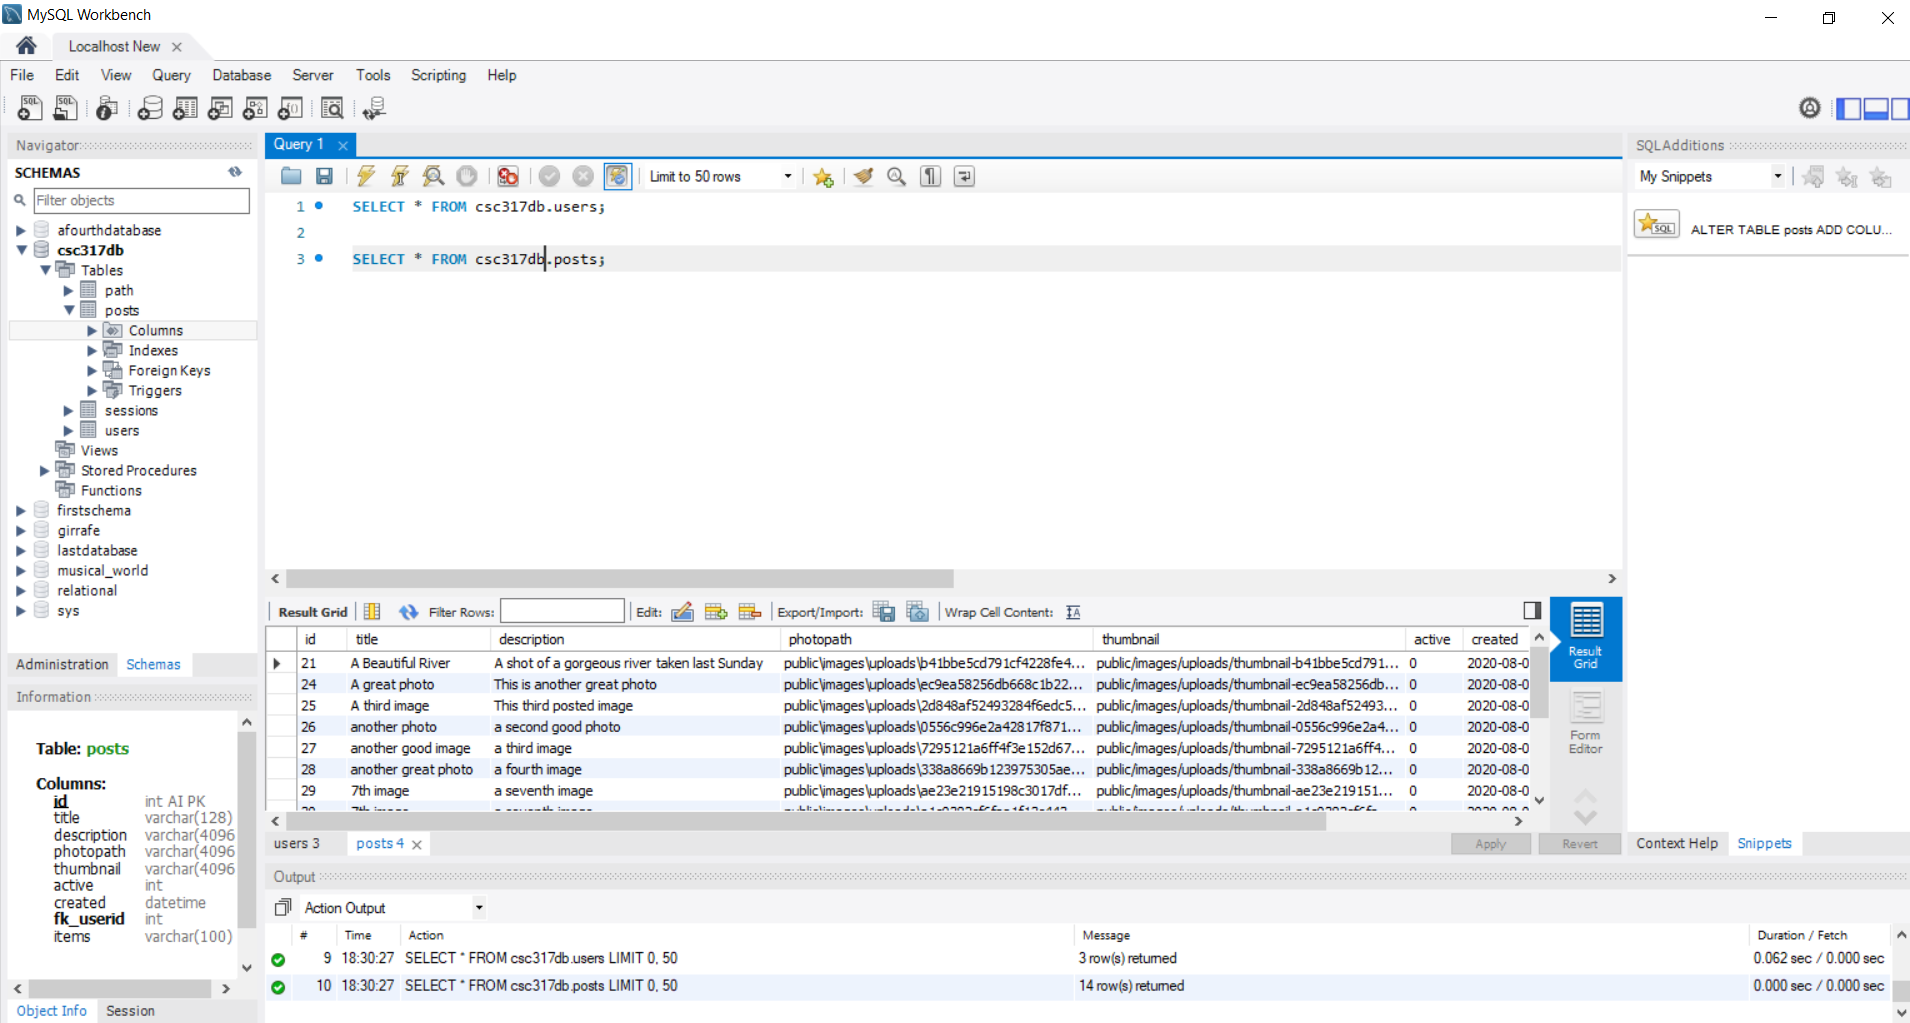 MySQL Workbench
Localhost New
File Edit View Query Database Server Tools Scripting Help
Navigator
SCHEMAS
Filter objects
afourthdatabase
csc317db
Tables
path
posts
Columns
Indexes
Foreign Keys
Triggers
sessions
users
Views
Stored Procedures
Functions
firstschema
girrafe
lastdatabase
musical_world
relational
sys
Administration Schemas
Information
Table: posts
Columns:
id int AI PK
title varchar(128)
description varchar(4096
photopath varchar(4096
thumbnail varchar(4096
active int
created datetime
fk_userid int
items varchar(100)
Object Info Session
Query 1
Limit to 50 rows
1 SELECT * FROM csc317db.users;
2
3 SELECT * FROM csc317db.posts;
Result Grid Filter Rows: Edit: Export/Import: Wrap Cell Content:
id title description photopath thumbnail active created
21 A Beautiful River A shot of a gorgeous river taken last Sunday public\images\uploads\b41bbe5cd791cf4228fe4... public/images/uploads/thumbnail-b41bbe5cd791... 0 2020-08-0
24 A great photo This is another great photo public\images\uploads\ec9ea58256db668c1b22... public/images/uploads/thumbnail-ec9ea58256db... 0 2020-08-0
25 A third image This third posted image public\images\uploads\2d848af52493284f6edc5... public/images/uploads/thumbnail-2d848af52493... 0 2020-08-0
26 another photo a second good photo public\images\uploads\0556c996e2a42817f871... public/images/uploads/thumbnail-0556c996e2a4... 0 2020-08-0
27 another good image a third image public\images\uploads\7295121a6ff4f3e152d67... public/images/uploads/thumbnail-7295121a6ff4... 0 2020-08-0
28 another great photo a fourth image public\images\uploads\338a8669b123975305ae... public/images/uploads/thumbnail-338a8669b12... 0 2020-08-0
29 7th image a seventh image public\images\uploads\ae23e21915198c3017df... public/images/uploads/thumbnail-ae23e219151... 0 2020-08-0
users 3 posts 4 Apply Revert
Result
Grid
Form
Editor
SQLAdditions
My Snippets
SQL ALTER TABLE posts ADD COLU...
Context Help Snippets
Output
Action Output
# Time Action Message Duration / Fetch
9 18:30:27 SELECT * FROM csc317db.users LIMIT 0, 50 3 row(s) returned 0.062 sec / 0.000 sec
10 18:30:27 SELECT * FROM csc317db.posts LIMIT 0, 50 14 row(s) returned 0.000 sec / 0.000 sec